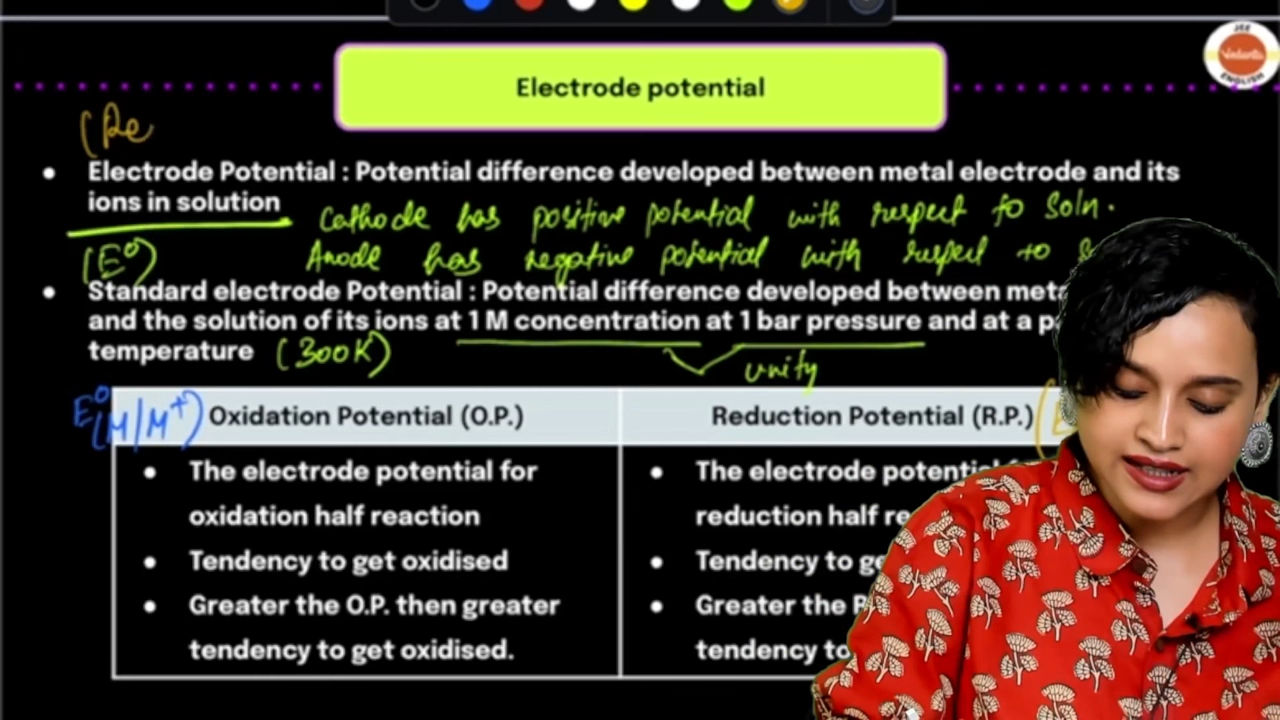 Electrode potential
JEE
Vedantu
ENGLISH
(Re
Electrode Potential : Potential difference developed between metal electrode and its
ions in solution
Cathode has positive potential with respect to Soln.
(E°)
Anode has negative potential with respect to S
Standard electrode Potential : Potential difference developed between meta
and the solution of its ions at 1 M concentration at 1 bar pressure and at a p
temperature (300K)
unity
E°(M/M+)
Oxidation Potential (O.P.)
The electrode potential for
oxidation half reaction
Tendency to get oxidised
Greater the O.P. then greater
tendency to get oxidised.
Reduction Potential (R.P.)
The electrode potential
reduction half re
Tendency to ge
Greater the
tendency to